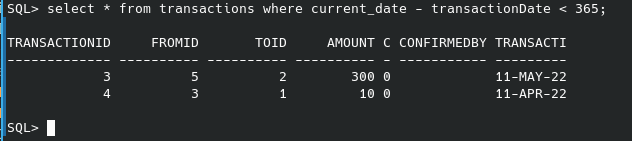 SQL> select * from transactions where current_date - transactionDate < 365;
TRANSACTIONID     FROMID       TOID     AMOUNT C CONFIRMEDBY TRANSACTI
------------- ---------- ---------- ---------- - ----------- ---------
            3          5          2        300 0             11-MAY-22
            4          3          1         10 0             11-APR-22
SQL>